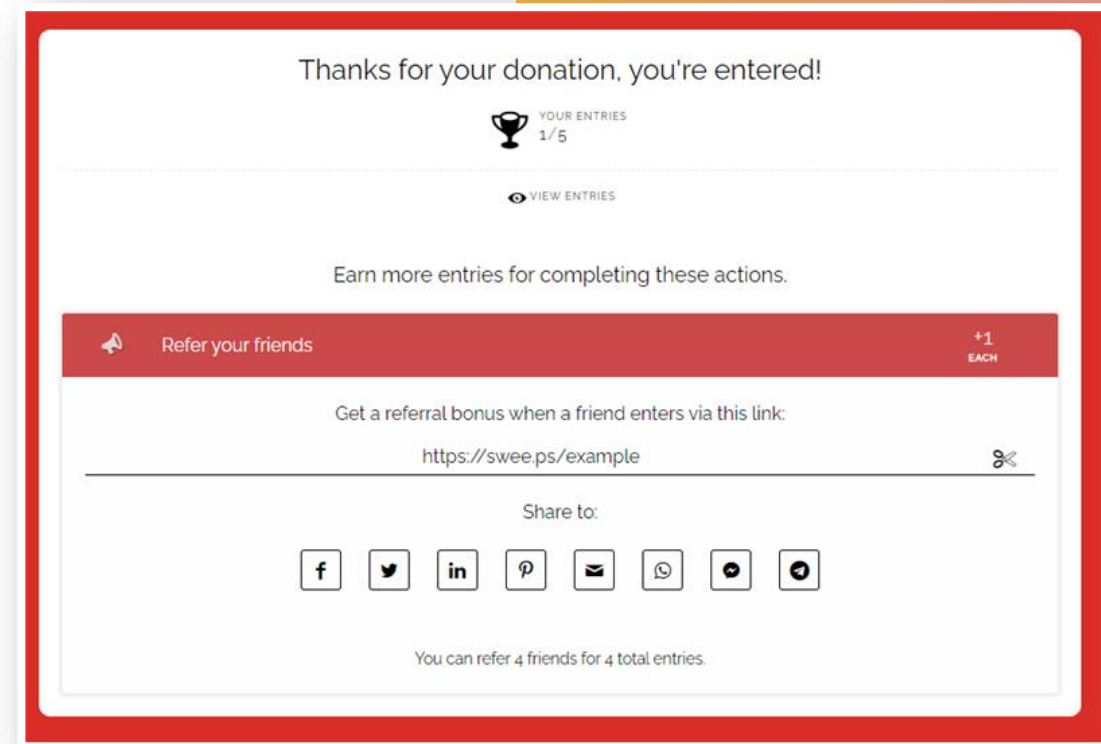 Thanks for your donation, you're entered!
YOUR ENTRIES
1/5
VIEW ENTRIES
Earn more entries for completing these actions.
Refer your friends
+1
EACH
Get a referral bonus when a friend enters via this link:
https://swee.ps/example
Share to:
You can refer 4 friends for 4 total entries.